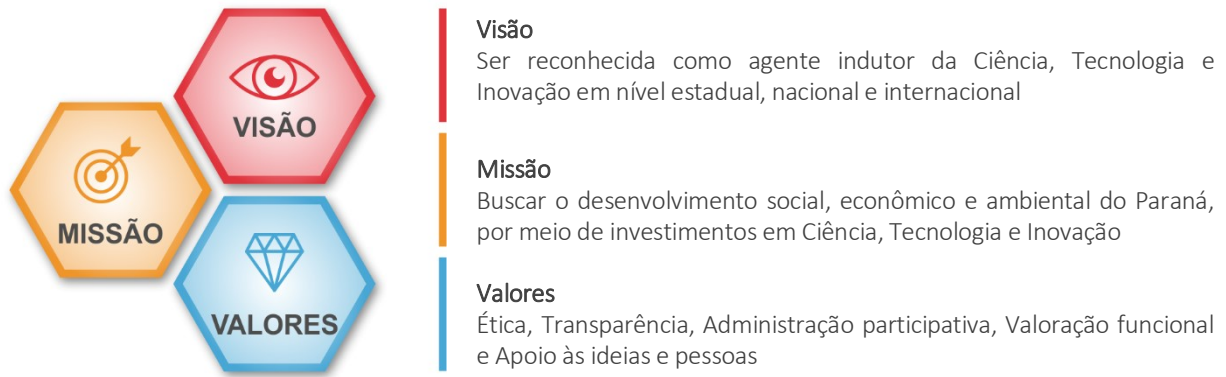 VISÃO
MISSÃO
VALORES
Visão
Ser reconhecida como agente indutor da Ciência, Tecnologia e
Inovação em nível estadual, nacional e internacional
Missão
Buscar o desenvolvimento social, econômico e ambiental do Paraná,
por meio de investimentos em Ciência, Tecnologia e Inovação
Valores
Ética, Transparência, Administração participativa, Valoração funcional
e Apoio às ideias e pessoas